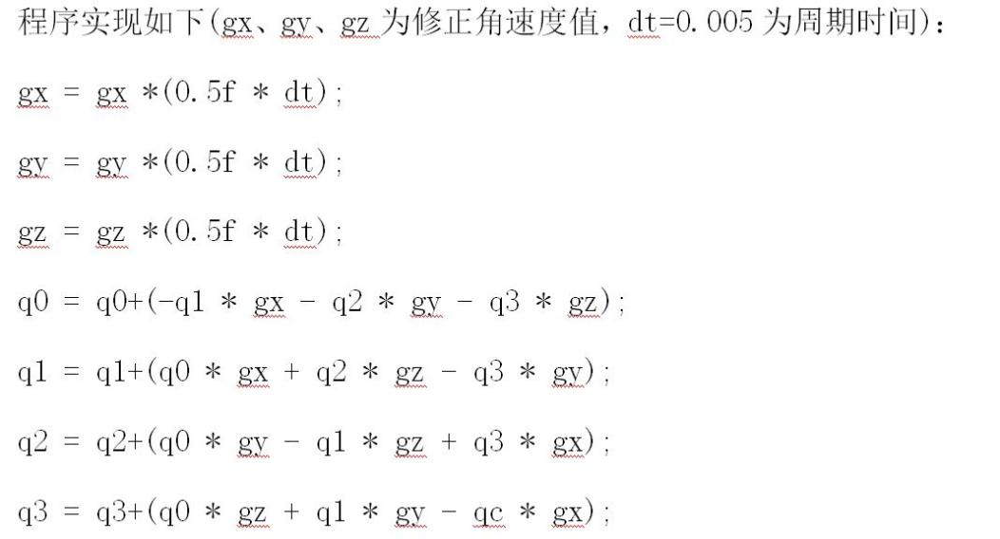 程序实现如下(gx、gy、gz 为修正角速度值，dt=0.005 为周期时间)：
gx = gx *(0.5f * dt);
gy = gy *(0.5f * dt);
gz = gz *(0.5f * dt);
q0 = q0+(-q1 * gx - q2 * gy - q3 * gz);
q1 = q1+(q0 * gx + q2 * gz - q3 * gy);
q2 = q2+(q0 * gy - q1 * gz + q3 * gx);
q3 = q3+(q0 * gz + q1 * gy - qc * gx);